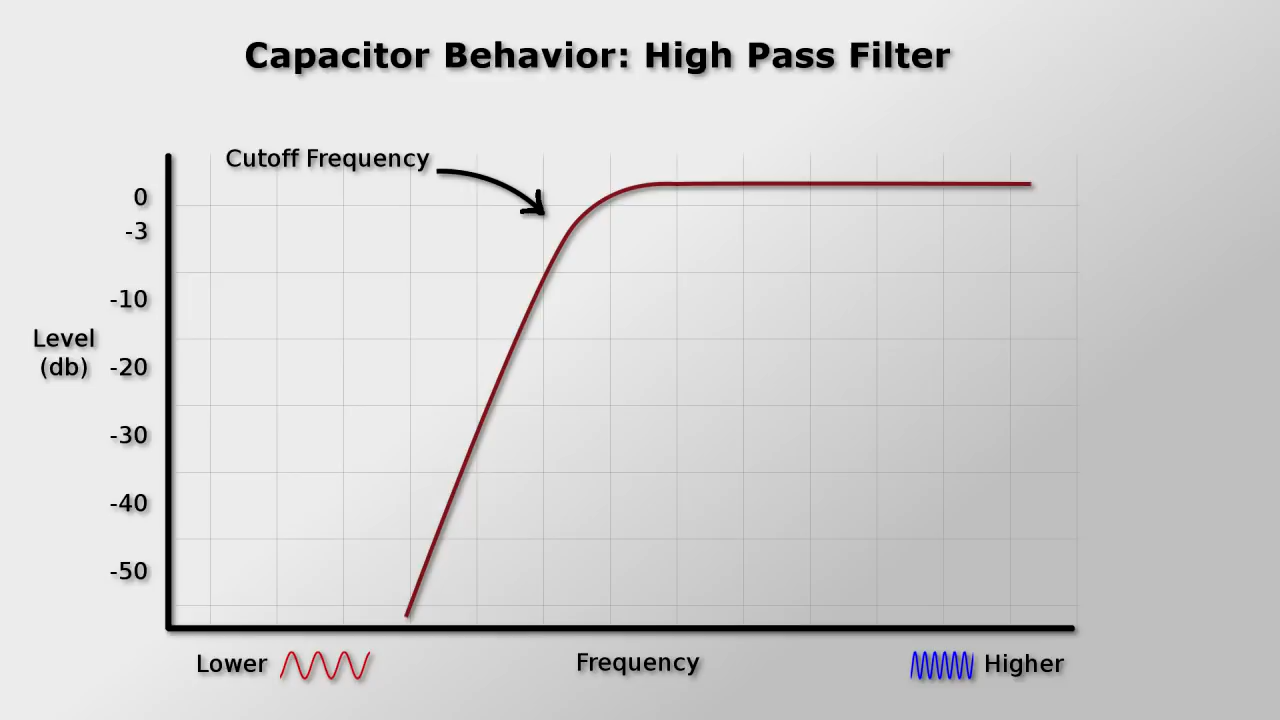 Capacitor Behavior: High Pass Filter
Cutoff Frequency
0
-3
-10
Level
(db)
-20
-30
-40
-50
Lower
Frequency
Higher